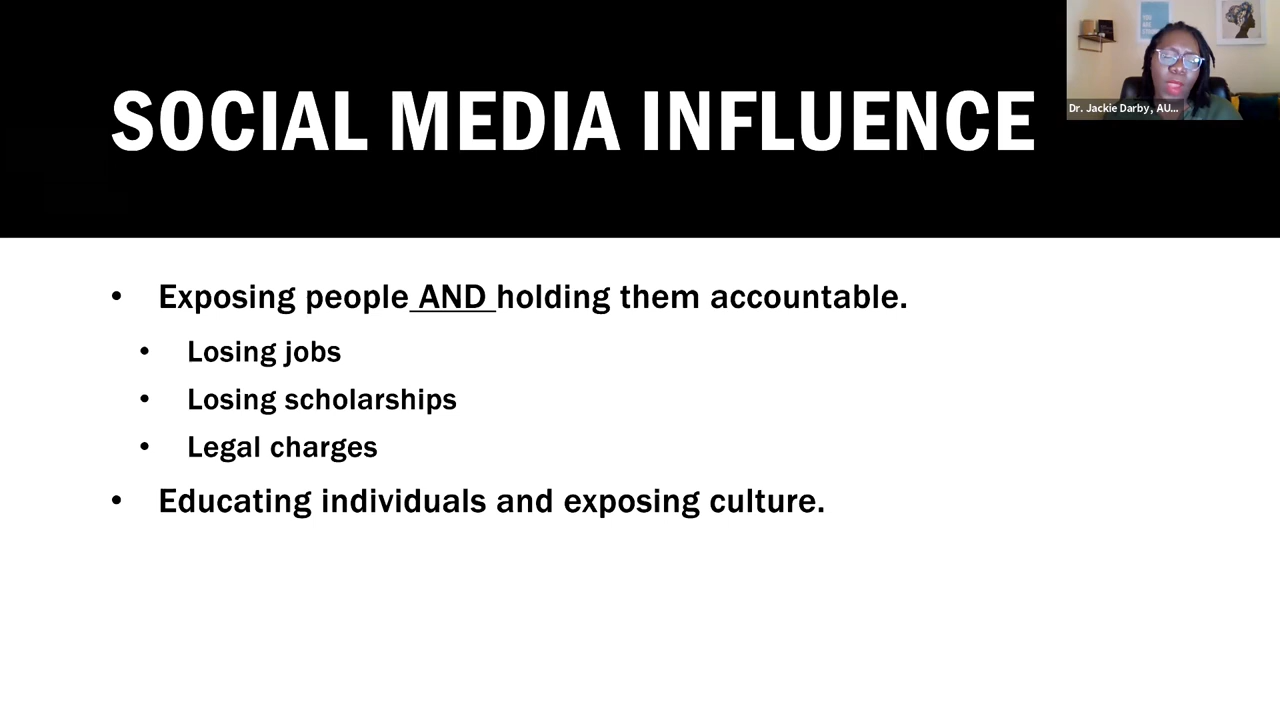 SOCIAL MEDIA INFLUENCE
Dr. Jackie Darby, AU...
• Exposing people AND holding them accountable.
• Losing jobs
• Losing scholarships
• Legal charges
• Educating individuals and exposing culture.